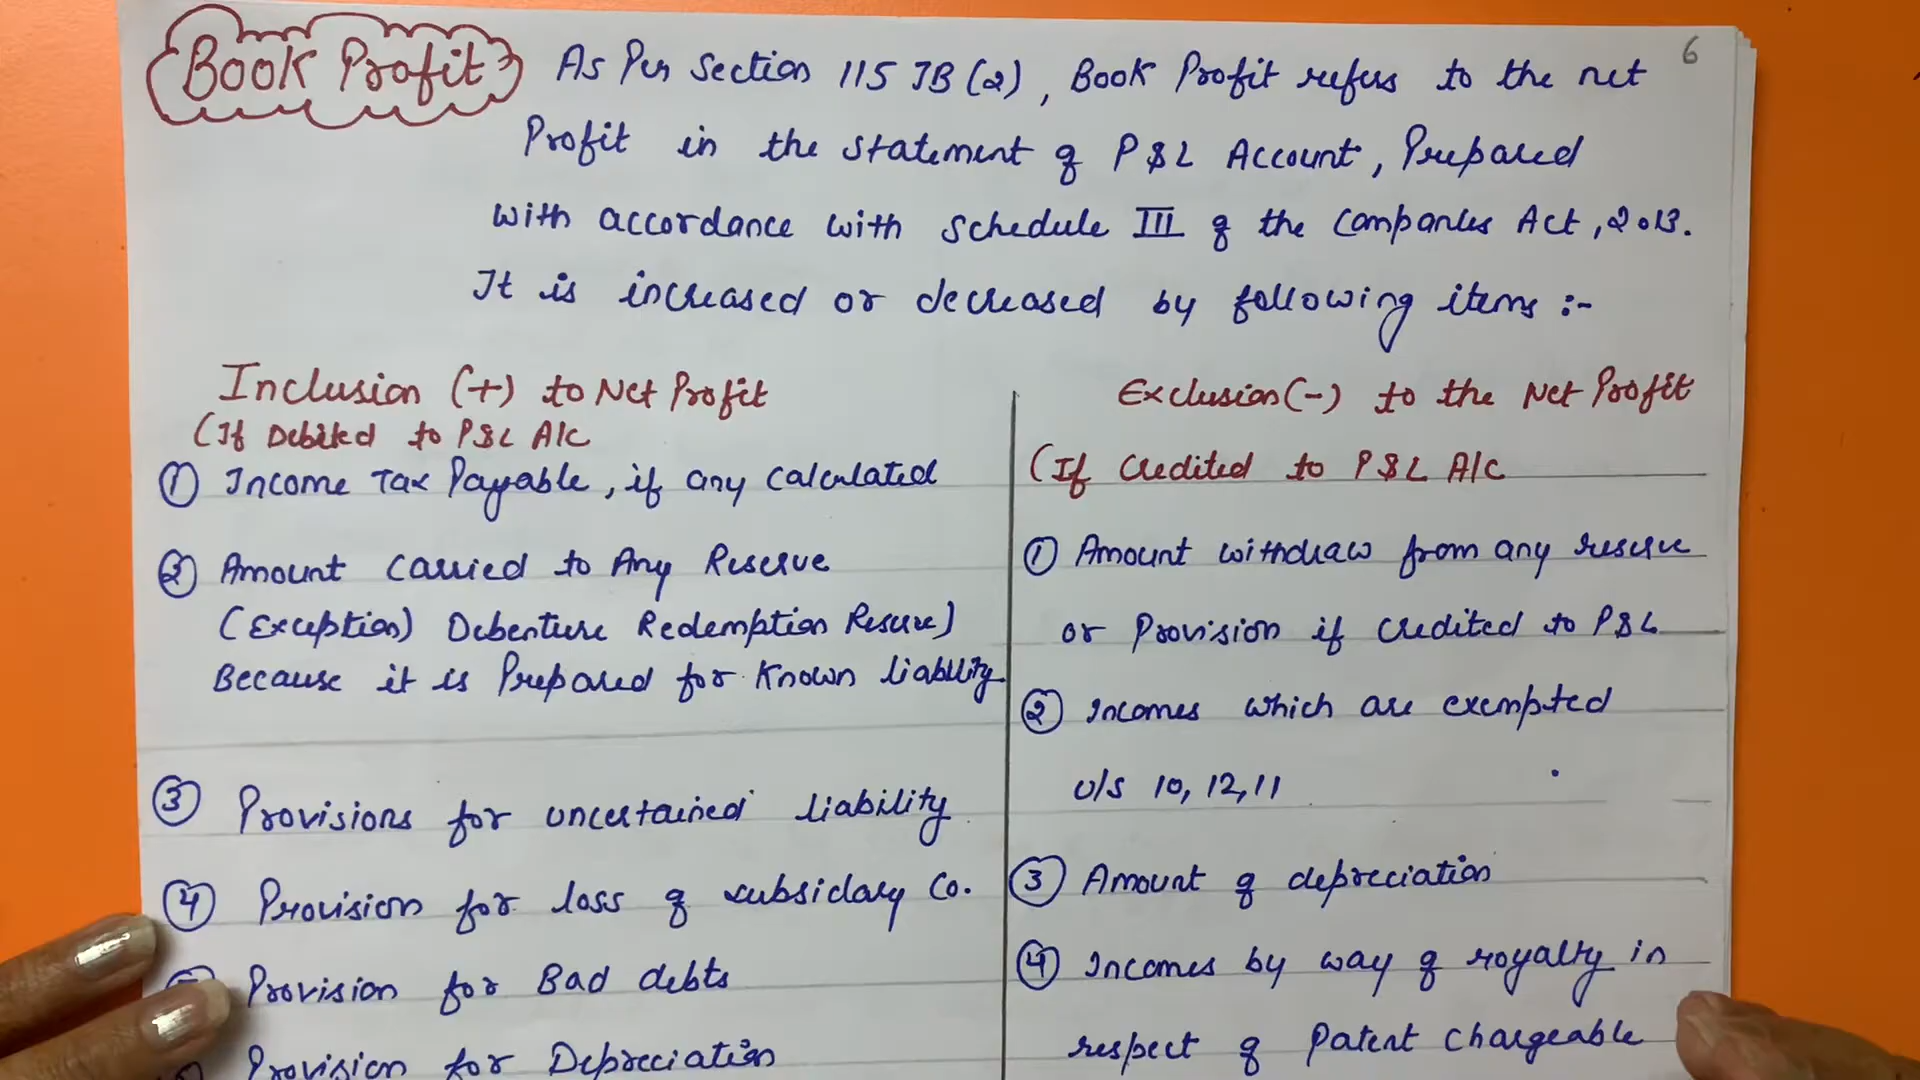 Book Profit
6
As Per Section 115 JB (2), Book Profit refers to the net
Profit in the statement of P&L Account, Prepared
with accordance with schedule III of the Companies Act, 2013.
It is increased or decreased by following items :-
Inclusion (+) to Net Profit
(If Debited to P&L A/c
① Income Tax Payable, if any calculated
② Amount carried to Any Reserve
(Exception) Debenture Redemption Reserve)
Because it is Prepared for Known liability
③ Provisions for uncertained liability
④ Provision for loss of subsidary Co.
Provision for Bad debts
Provision for Depreciation
Exclusion (-) to the Net Profit
(If credited to P&L A/c
① Amount withdraw from any reserve
or Provision if credited to P&L
② Incomes which are exempted
U/s 10, 12, 11
③ Amount of depreciation
④ Incomes by way of royalty in
respect of Patent chargeable